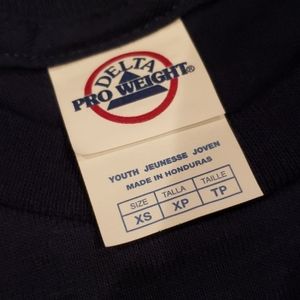 DELTA
PRO WEIGHT®
YOUTH JEUNESSE JOVEN
MADE IN HONDURAS
SIZE TALLA TAILLE
XS XP TP